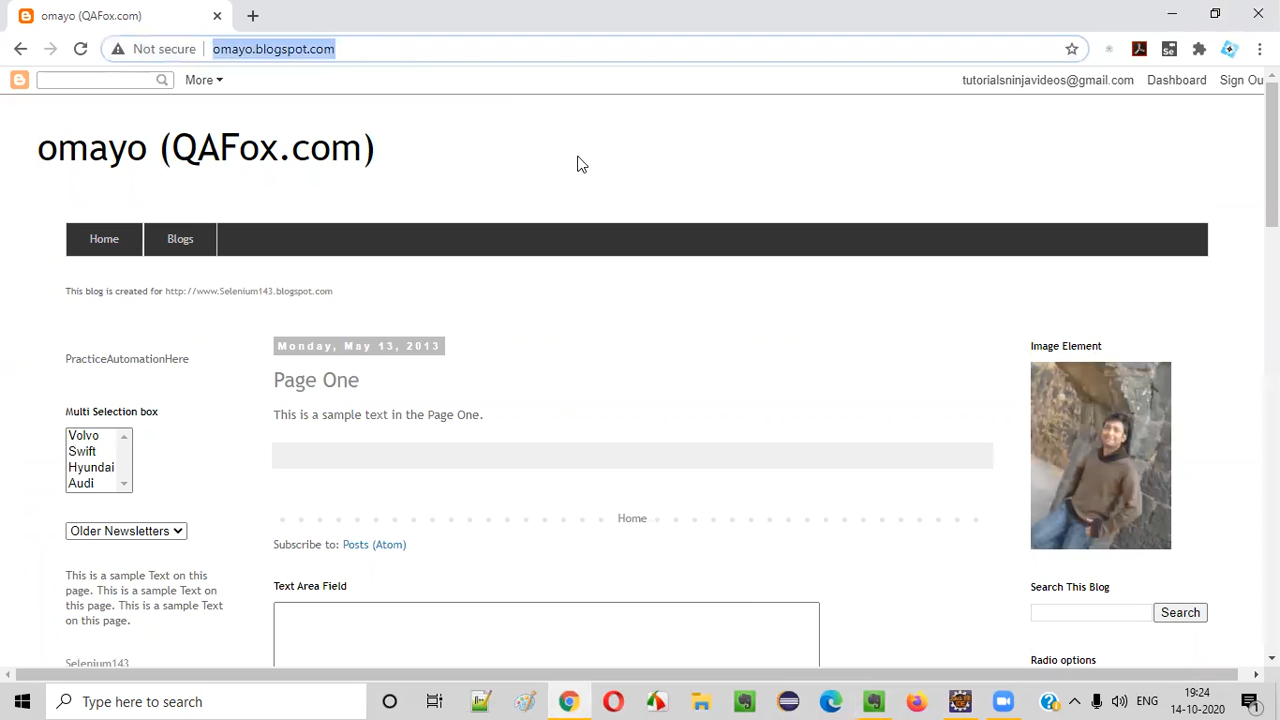 omayo (QAFox.com)
Not secure
omayo.blogspot.com
More
tutorialsninjavideos@gmail.com
Dashboard
Sign Ou
omayo (QAFox.com)
Home
Blogs
This blog is created for http://www.Selenium143.blogspot.com
PracticeAutomationHere
Multi Selection box
Volvo
Swift
Hyundai
Audi
Older Newsletters
This is a sample Text on this
page. This is a sample Text on
this page. This is a sample Text
on this page.
Selenium143
Monday, May 13, 2013
Page One
This is a sample text in the Page One.
Home
Subscribe to: Posts (Atom)
Text Area Field
Image Element
Search This Blog
Search
Radio options
Type here to search
ENG
19:24
14-10-2020